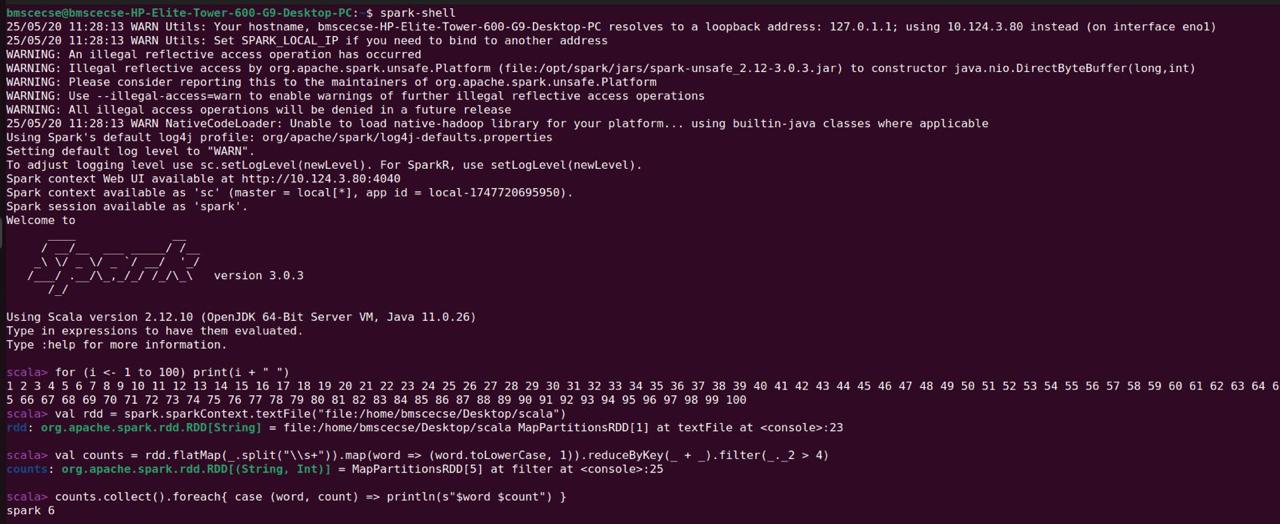 bmscecse@bmscecse-HP-Elite-Tower-600-G9-Desktop-PC:~$ spark-shell
25/05/20 11:28:13 WARN Utils: Your hostname, bmscecse-HP-Elite-Tower-600-G9-Desktop-PC resolves to a loopback address: 127.0.1.1; using 10.124.3.80 instead (on interface eno1)
25/05/20 11:28:13 WARN Utils: Set SPARK_LOCAL_IP if you need to bind to another address
WARNING: An illegal reflective access operation has occurred
WARNING: Illegal reflective access by org.apache.spark.unsafe.Platform (file:/opt/spark/jars/spark-unsafe_2.12-3.0.3.jar) to constructor java.nio.DirectByteBuffer(long,int)
WARNING: Please consider reporting this to the maintainers of org.apache.spark.unsafe.Platform
WARNING: Use --illegal-access=warn to enable warnings of further illegal reflective access operations
WARNING: All illegal access operations will be denied in a future release
25/05/20 11:28:13 WARN NativeCodeLoader: Unable to load native-hadoop library for your platform... using builtin-java classes where applicable
Using Spark's default log4j profile: org/apache/spark/log4j-defaults.properties
Setting default log level to "WARN".
To adjust logging level use sc.setLogLevel(newLevel). For SparkR, use setLogLevel(newLevel).
Spark context Web UI available at http://10.124.3.80:4040
Spark context available as 'sc' (master = local[*], app id = local-1747720695950).
Spark session available as 'spark'.
Welcome to
      ____              __
     / __/__  ___ _____/ /__
    _\ \/ _ \/ _ `/ __/  '_/
   /___/ .__/\_,_/_/ /_/\_\   version 3.0.3
      /_/
Using Scala version 2.12.10 (OpenJDK 64-Bit Server VM, Java 11.0.26)
Type in expressions to have them evaluated.
Type :help for more information.
scala> for (i <- 1 to 100) print(i + " ")
1 2 3 4 5 6 7 8 9 10 11 12 13 14 15 16 17 18 19 20 21 22 23 24 25 26 27 28 29 30 31 32 33 34 35 36 37 38 39 40 41 42 43 44 45 46 47 48 49 50 51 52 53 54 55 56 57 58 59 60 61 62 63 64 6
5 66 67 68 69 70 71 72 73 74 75 76 77 78 79 80 81 82 83 84 85 86 87 88 89 90 91 92 93 94 95 96 97 98 99 100
scala> val rdd = spark.sparkContext.textFile("file:/home/bmscecse/Desktop/scala")
rdd: org.apache.spark.rdd.RDD[String] = file:/home/bmscecse/Desktop/scala MapPartitionsRDD[1] at textFile at <console>:23
scala> val counts = rdd.flatMap(_.split("\\s+")).map(word => (word.toLowerCase, 1)).reduceByKey(_ + _).filter(_._2 > 4)
counts: org.apache.spark.rdd.RDD[(String, Int)] = MapPartitionsRDD[5] at filter at <console>:25
scala> counts.collect().foreach{ case (word, count) => println(s"$word $count") }
spark 6